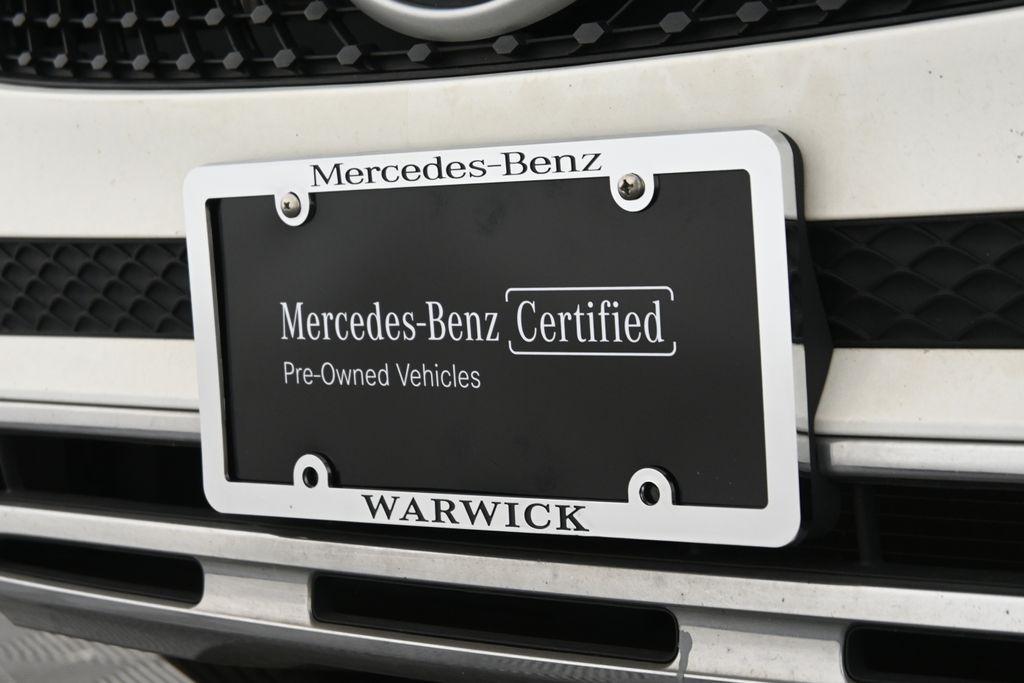 Mercedes-Benz
Mercedes-Benz Certified
Pre-Owned Vehicles
WARWICK